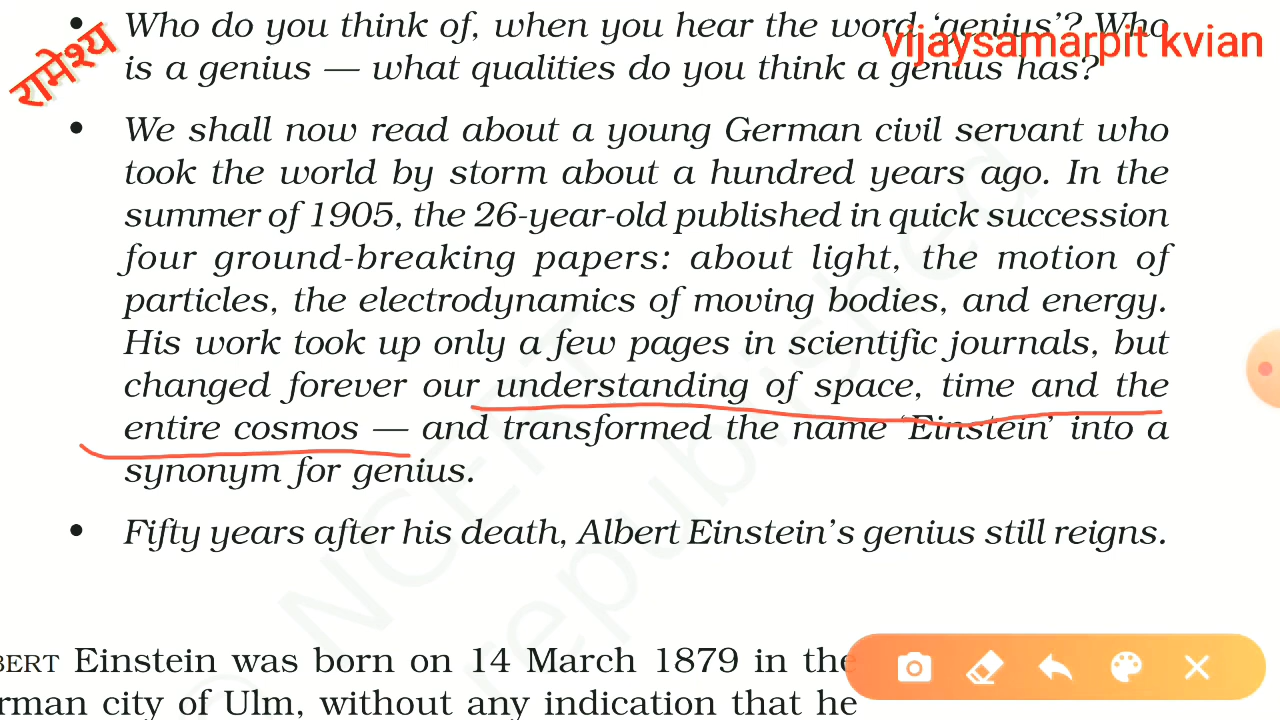 • Who do you think of, when you hear the word 'genius'? Who
is a genius — what qualities do you think a genius has?
रामेश्य
vijaysamarpit kvian
• We shall now read about a young German civil servant who
took the world by storm about a hundred years ago. In the
summer of 1905, the 26-year-old published in quick succession
four ground-breaking papers: about light, the motion of
particles, the electrodynamics of moving bodies, and energy.
His work took up only a few pages in scientific journals, but
changed forever our understanding of space, time and the
entire cosmos — and transformed the name 'Einstein' into a
synonym for genius.
• Fifty years after his death, Albert Einstein's genius still reigns.
© NCERT
republished
BERT Einstein was born on 14 March 1879 in the
rman city of Ulm, without any indication that he